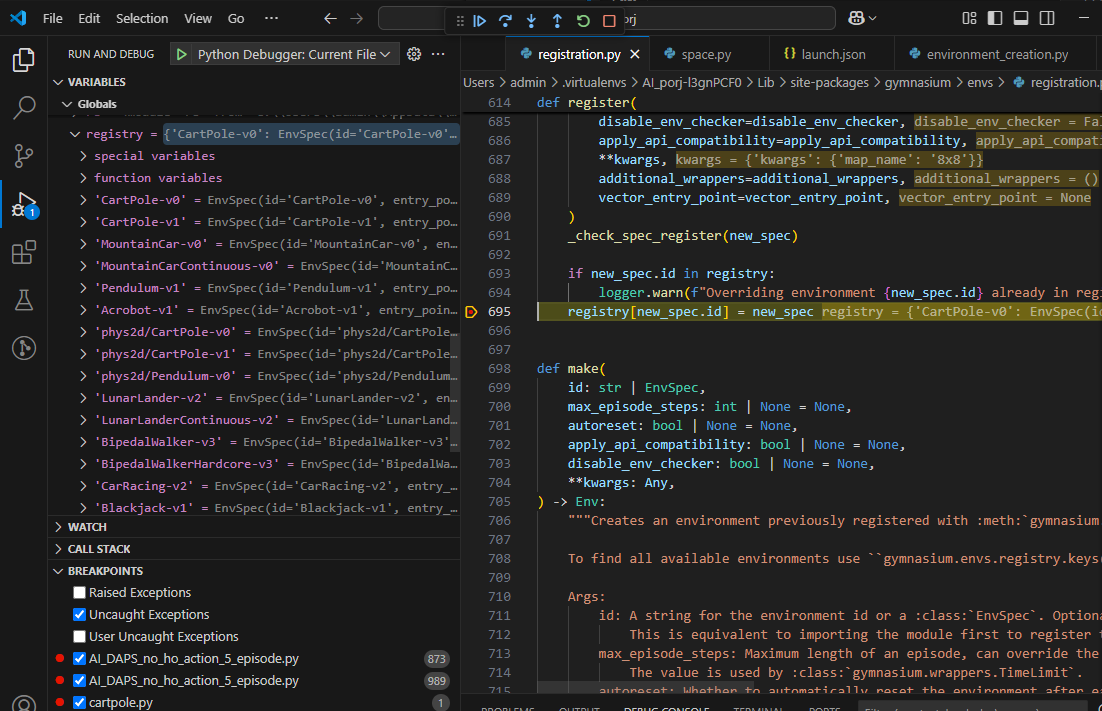 File Edit Selection View Go ···
orj
RUN AND DEBUG Python Debugger: Current File ···
VARIABLES
Globals
registry = {'CartPole-v0': EnvSpec(id='CartPole-v0'…
special variables
function variables
'CartPole-v0' = EnvSpec(id='CartPole-v0', entry_po…
'CartPole-v1' = EnvSpec(id='CartPole-v1', entry_po…
'MountainCar-v0' = EnvSpec(id='MountainCar-v0', en…
'MountainCarContinuous-v0' = EnvSpec(id='MountainC…
'Pendulum-v1' = EnvSpec(id='Pendulum-v1', entry_po…
'Acrobot-v1' = EnvSpec(id='Acrobot-v1', entry_poin…
'phys2d/CartPole-v0' = EnvSpec(id='phys2d/CartPole…
'phys2d/CartPole-v1' = EnvSpec(id='phys2d/CartPole…
'phys2d/Pendulum-v0' = EnvSpec(id='phys2d/Pendulum…
'LunarLander-v2' = EnvSpec(id='LunarLander-v2', en…
'LunarLanderContinuous-v2' = EnvSpec(id='LunarLand…
'BipedalWalker-v3' = EnvSpec(id='BipedalWalker-v3'…
'BipedalWalkerHardcore-v3' = EnvSpec(id='BipedalWa…
'CarRacing-v2' = EnvSpec(id='CarRacing-v2', entry_…
'Blackjack-v1' = EnvSpec(id='Blackjack-v1', entry_…
WATCH
CALL STACK
BREAKPOINTS
Raised Exceptions
Uncaught Exceptions
User Uncaught Exceptions
AI_DAPS_no_ho_action_5_episode.py 873
AI_DAPS_no_ho_action_5_episode.py 989
cartpole.py 1
1
registration.py space.py launch.json environment_creation.py
Users > admin > .virtualenvs > AI_porj-I3gnPCF0 > Lib > site-packages > gymnasium > envs > registration.p
614 def register(
685 disable_env_checker=disable_env_checker, disable_env_checker = Fal
686 apply_api_compatibility=apply_api_compatibility, apply_api_compati
687 **kwargs, kwargs = {'kwargs': {'map_name': '8x8'}}
688 additional_wrappers=additional_wrappers, additional_wrappers = ()
689 vector_entry_point=vector_entry_point, vector_entry_point = None
690 )
691 _check_spec_register(new_spec)
692
693 if new_spec.id in registry:
694 logger.warn(f"Overriding environment {new_spec.id} already in regi
695 registry[new_spec.id] = new_spec registry = {'CartPole-v0': EnvSpec(id
696
697
698 def make(
699 id: str | EnvSpec,
700 max_episode_steps: int | None = None,
701 autoreset: bool | None = None,
702 apply_api_compatibility: bool | None = None,
703 disable_env_checker: bool | None = None,
704 **kwargs: Any,
705 ) -> Env:
706 """Creates an environment previously registered with :meth:`gymnasium.
707
708 To find all available environments use ``gymnasium.envs.registry.keys(
709
710 Args:
711 id: A string for the environment id or a :class:`EnvSpec`. Optiona
712 This is equivalent to importing the module first to register t
713 max_episode_steps: Maximum length of an episode, can override the
714 The value is used by :class:`gymnasium.wrappers.TimeLimit`.
715 autoreset: Whether to automatically reset the environment after e
PROBLEMS OUTPUT DEBUG CONSOLE TERMINAL PORTS